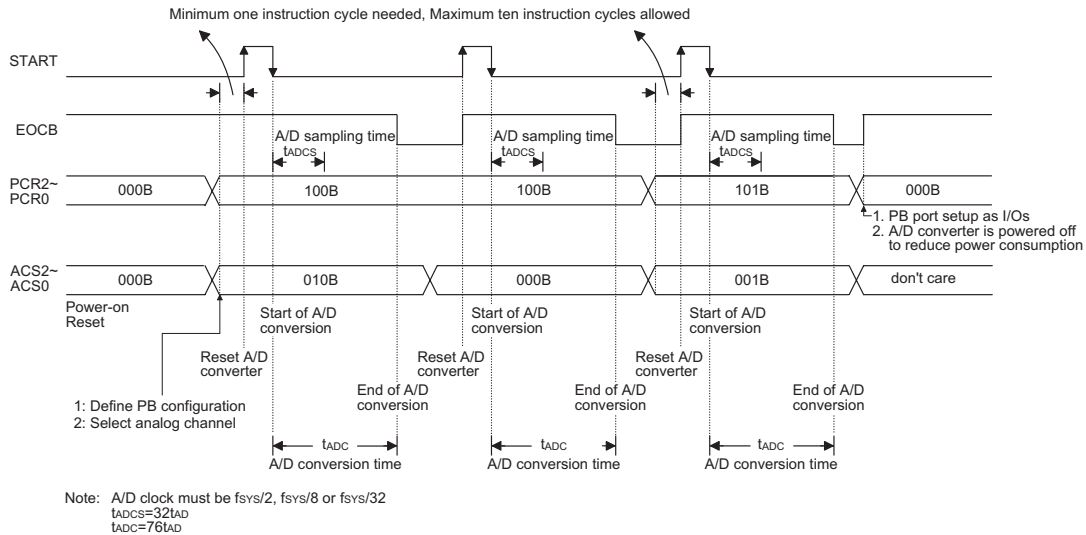 Minimum one instruction cycle needed, Maximum ten instruction cycles allowed
START
EOCB
A/D sampling time
tADCS
A/D sampling time
tADCS
A/D sampling time
tADCS
PCR2~
PCR0
000B
100B
100B
101B
000B
1. PB port setup as I/Os
2. A/D converter is powered off
to reduce power consumption
ACS2~
ACS0
000B
010B
000B
001B
don't care
Power-on
Reset
Start of A/D
conversion
Start of A/D
conversion
Start of A/D
conversion
Reset A/D
converter
Reset A/D
converter
Reset A/D
converter
1: Define PB configuration
2: Select analog channel
End of A/D
conversion
End of A/D
conversion
End of A/D
conversion
tADC
A/D conversion time
tADC
A/D conversion time
tADC
A/D conversion time
Note: A/D clock must be fSYS/2, fSYS/8 or fSYS/32
tADCS=32tAD
tADC=76tAD